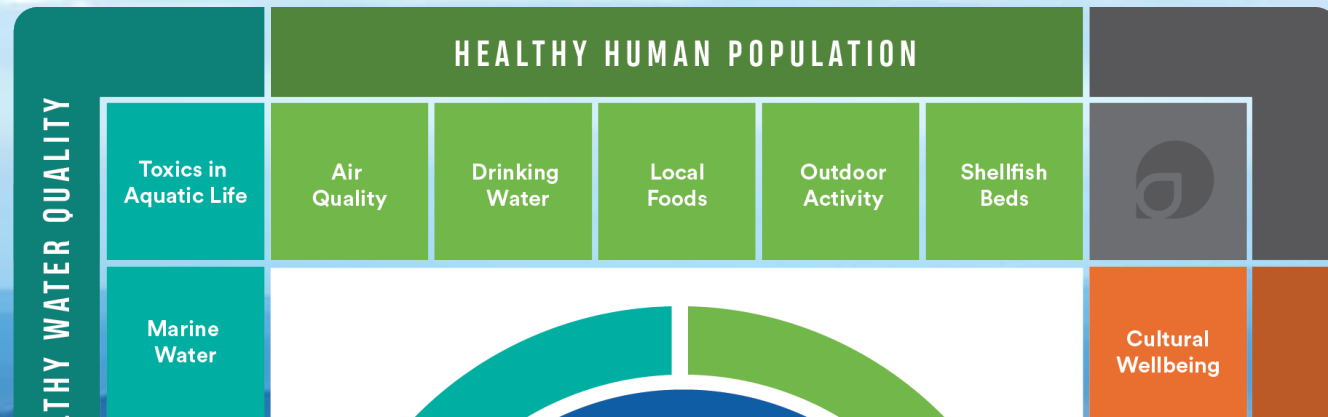 HEALTHY HUMAN POPULATION
THY WATER QUALITY
Toxics in
Aquatic Life
Air
Quality
Drinking
Water
Local
Foods
Outdoor
Activity
Shellfish
Beds
Marine
Water
Cultural
Wellbeing